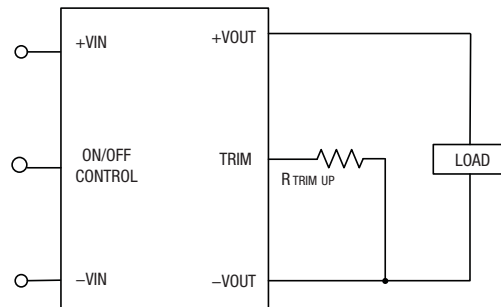 +VIN
+VOUT
ON/OFF
CONTROL
TRIM
LOAD
R TRIM UP
–VIN
–VOUT